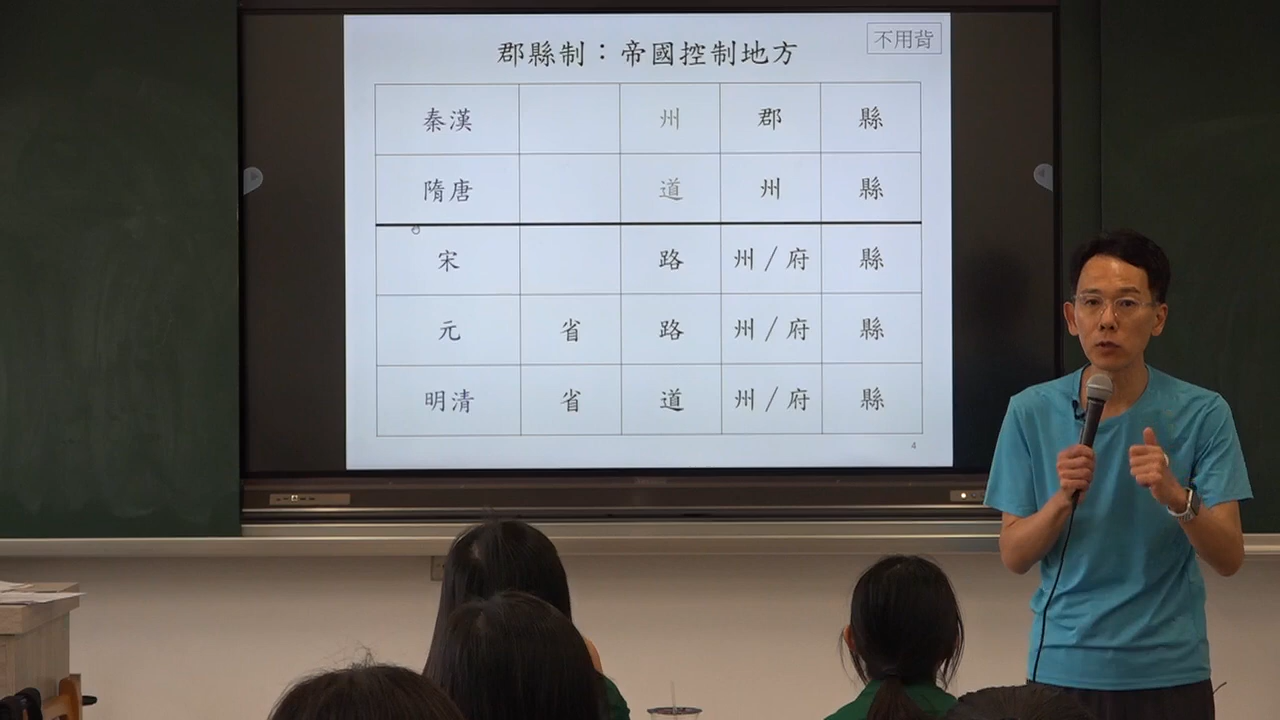 不用背
郡縣制：帝國控制地方
秦漢 州 郡 縣
隋唐 道 州 縣
宋 路 州/府 縣
元 省 路 州/府 縣
明清 省 道 州/府 縣
4